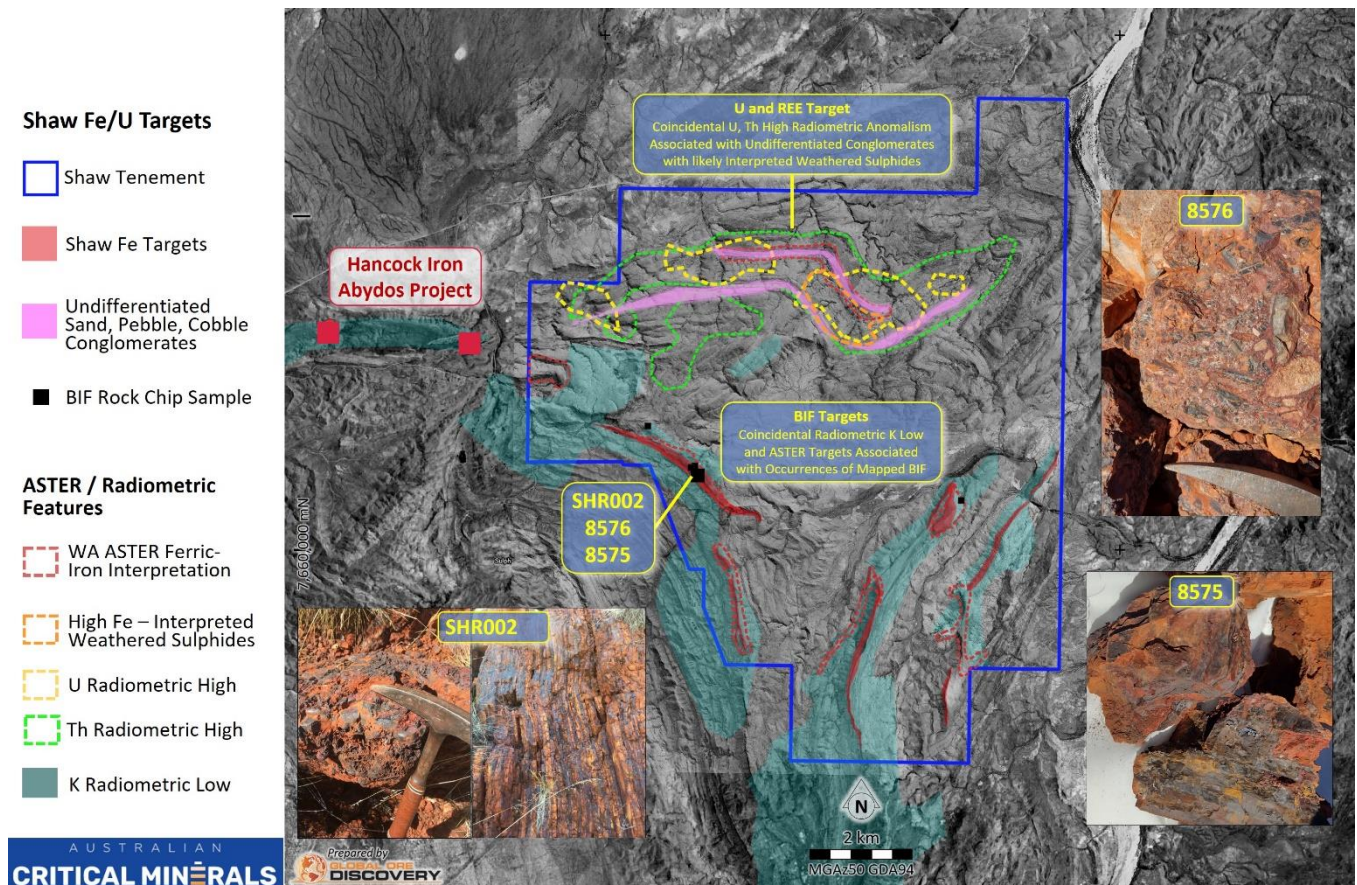 Shaw Fe/U Targets
Shaw Tenement
Shaw Fe Targets
Undifferentiated
Sand, Pebble, Cobble
Conglomerates
BIF Rock Chip Sample
ASTER / Radiometric
Features
WA ASTER Ferric-
Iron Interpretation
High Fe – Interpreted
Weathered Sulphides
U Radiometric High
Th Radiometric High
K Radiometric Low
AUSTRALIAN
CRITICAL MINERALS
U and REE Target
Coincidental U, Th High Radiometric Anomalism
Associated with Undifferentiated Conglomerates
with likely Interpreted Weathered Sulphides
Hancock Iron
Abydos Project
BIF Targets
Coincidental Radiometric K Low
and ASTER Targets Associated
with Occurrences of Mapped BIF
SHR002
8576
8575
7,660,000 mN
8576
8575
SHR002
N
2 km
MGAz50 GDA94
Prepared by
GLOBAL ORE
DISCOVERY